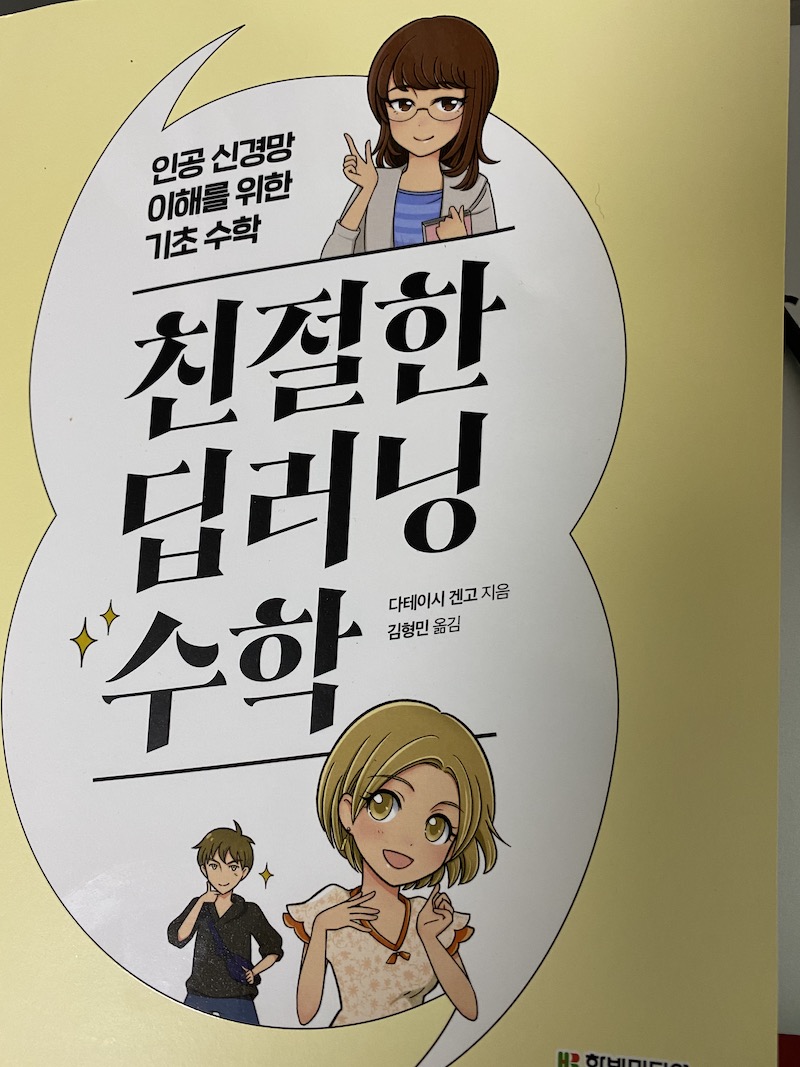 인공 신경망
이해를 위한
기초 수학
친절한
딥러닝
수학
다테이시 겐고 지음
김형민 옮김